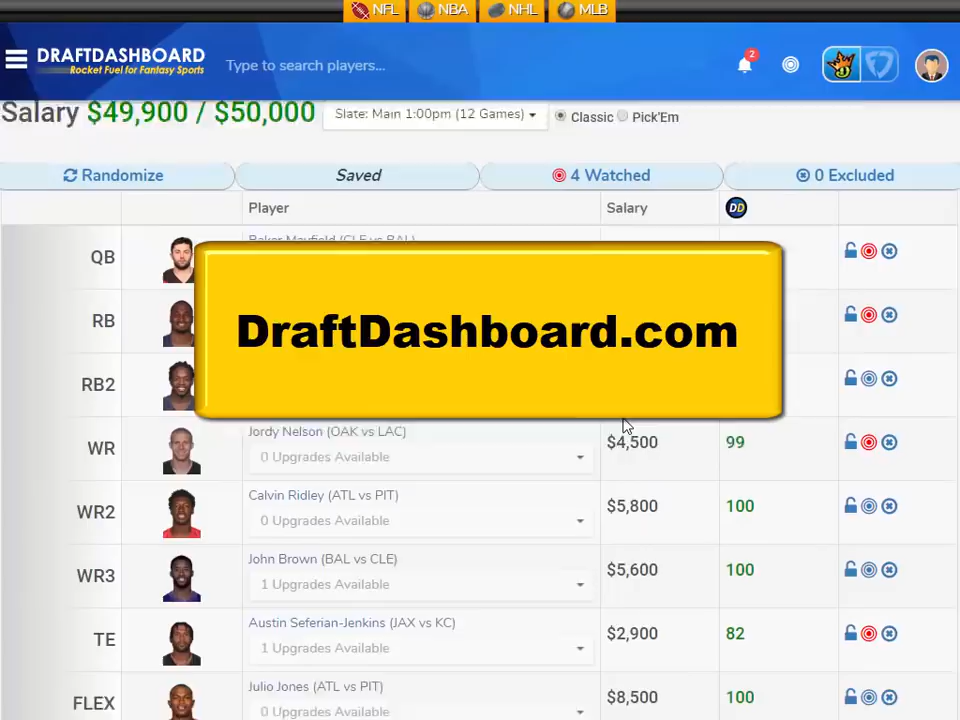 NFL NBA NHL MLB
DRAFTDASHBOARD
Rocket Fuel for Fantasy Sports
Type to search players...
2
Salary $49,900 / $50,000
Slate: Main 1:00pm (12 Games)
Classic Pick'Em
Randomize Saved 4 Watched 0 Excluded
Player Salary DD
QB Baker Mayfield (CLE vs BAL)
RB
DraftDashboard.com
RB2
WR Jordy Nelson (OAK vs LAC) $4,500 99
0 Upgrades Available
WR2 Calvin Ridley (ATL vs PIT) $5,800 100
0 Upgrades Available
WR3 John Brown (BAL vs CLE) $5,600 100
1 Upgrades Available
TE Austin Seferian-Jenkins (JAX vs KC) $2,900 82
1 Upgrades Available
FLEX Julio Jones (ATL vs PIT) $8,500 100
0 Upgrades Available